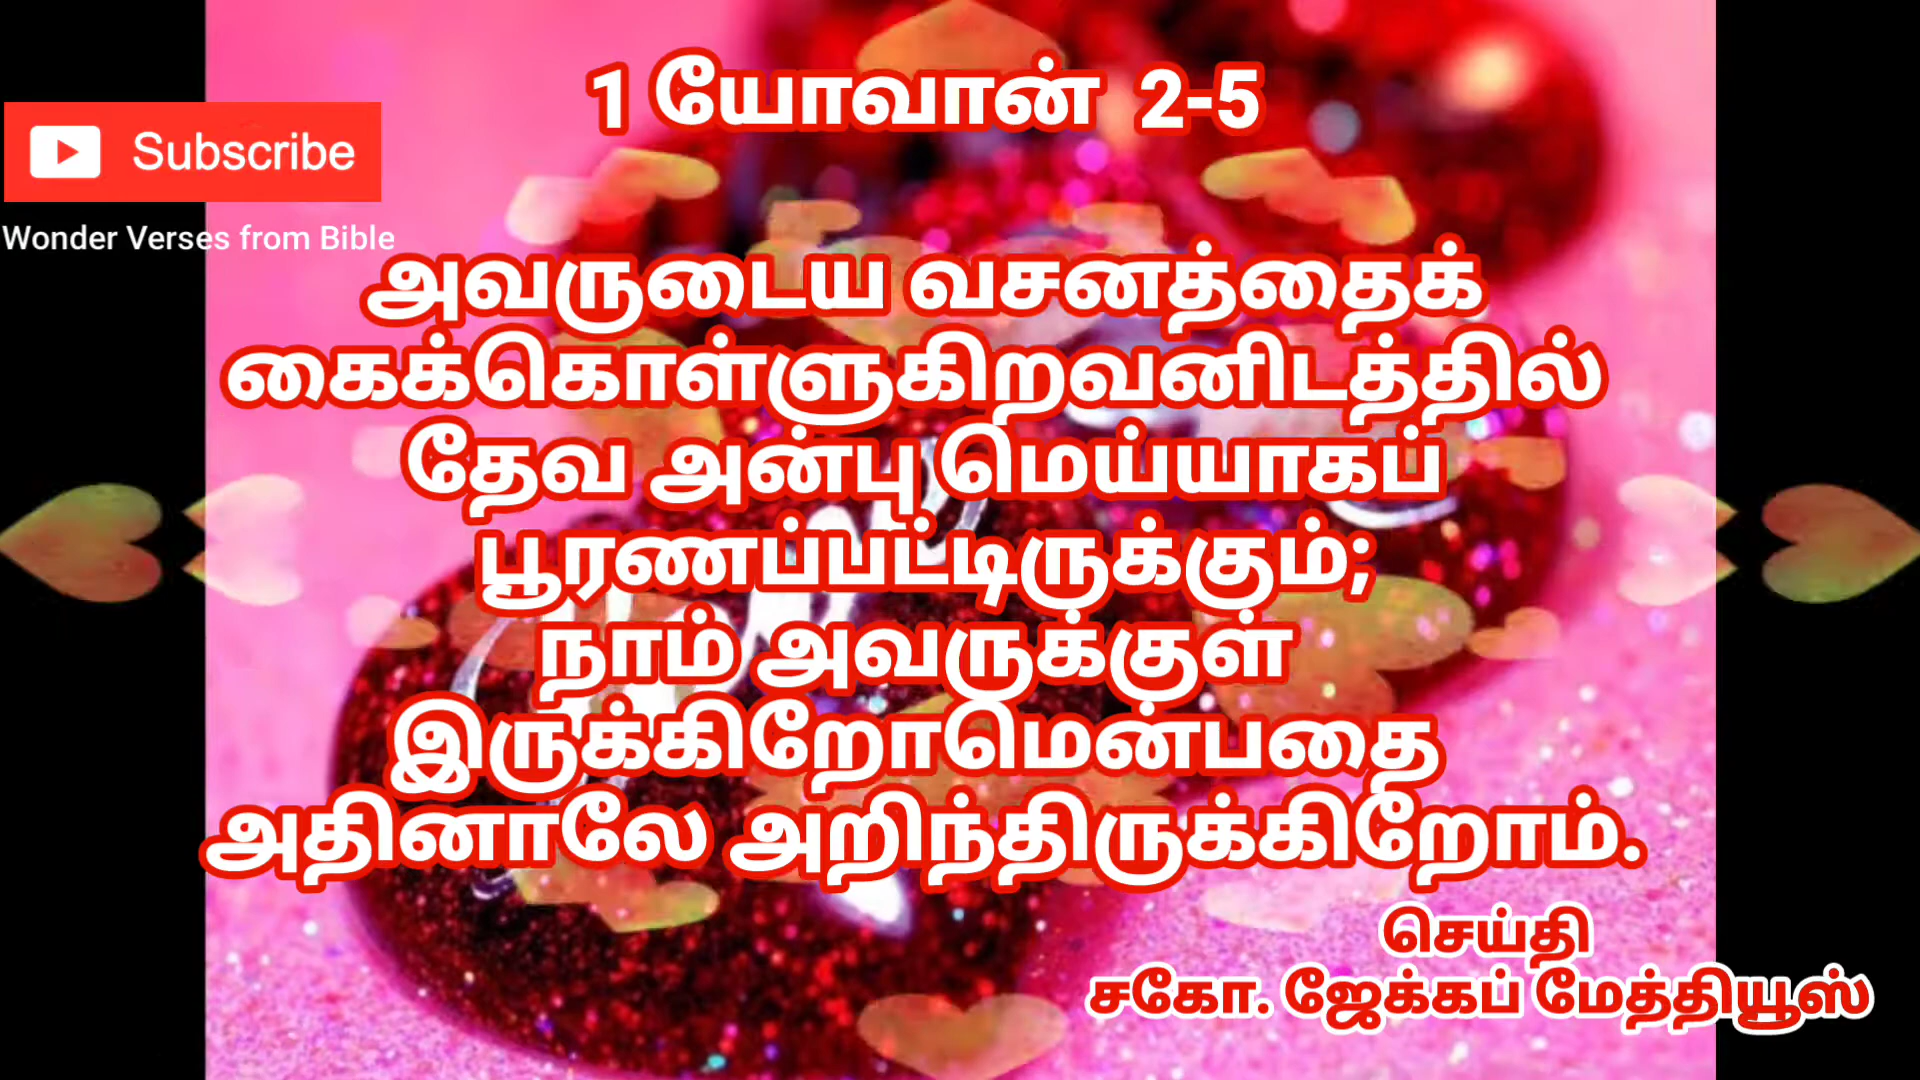 1 யோவான் 2-5
Subscribe
Wonder Verses from Bible
அவருடைய வசனத்தைக்
கைக்கொள்ளுகிறவனிடத்தில்
தேவ அன்பு மெய்யாகப்
பூரணப்பட்டிருக்கும்;
நாம் அவருக்குள்
இருக்கிறோமென்பதை
அதினாலே அறிந்திருக்கிறோம்.
செய்தி
சகோ. ஜேக்கப் மேத்தியூஸ்